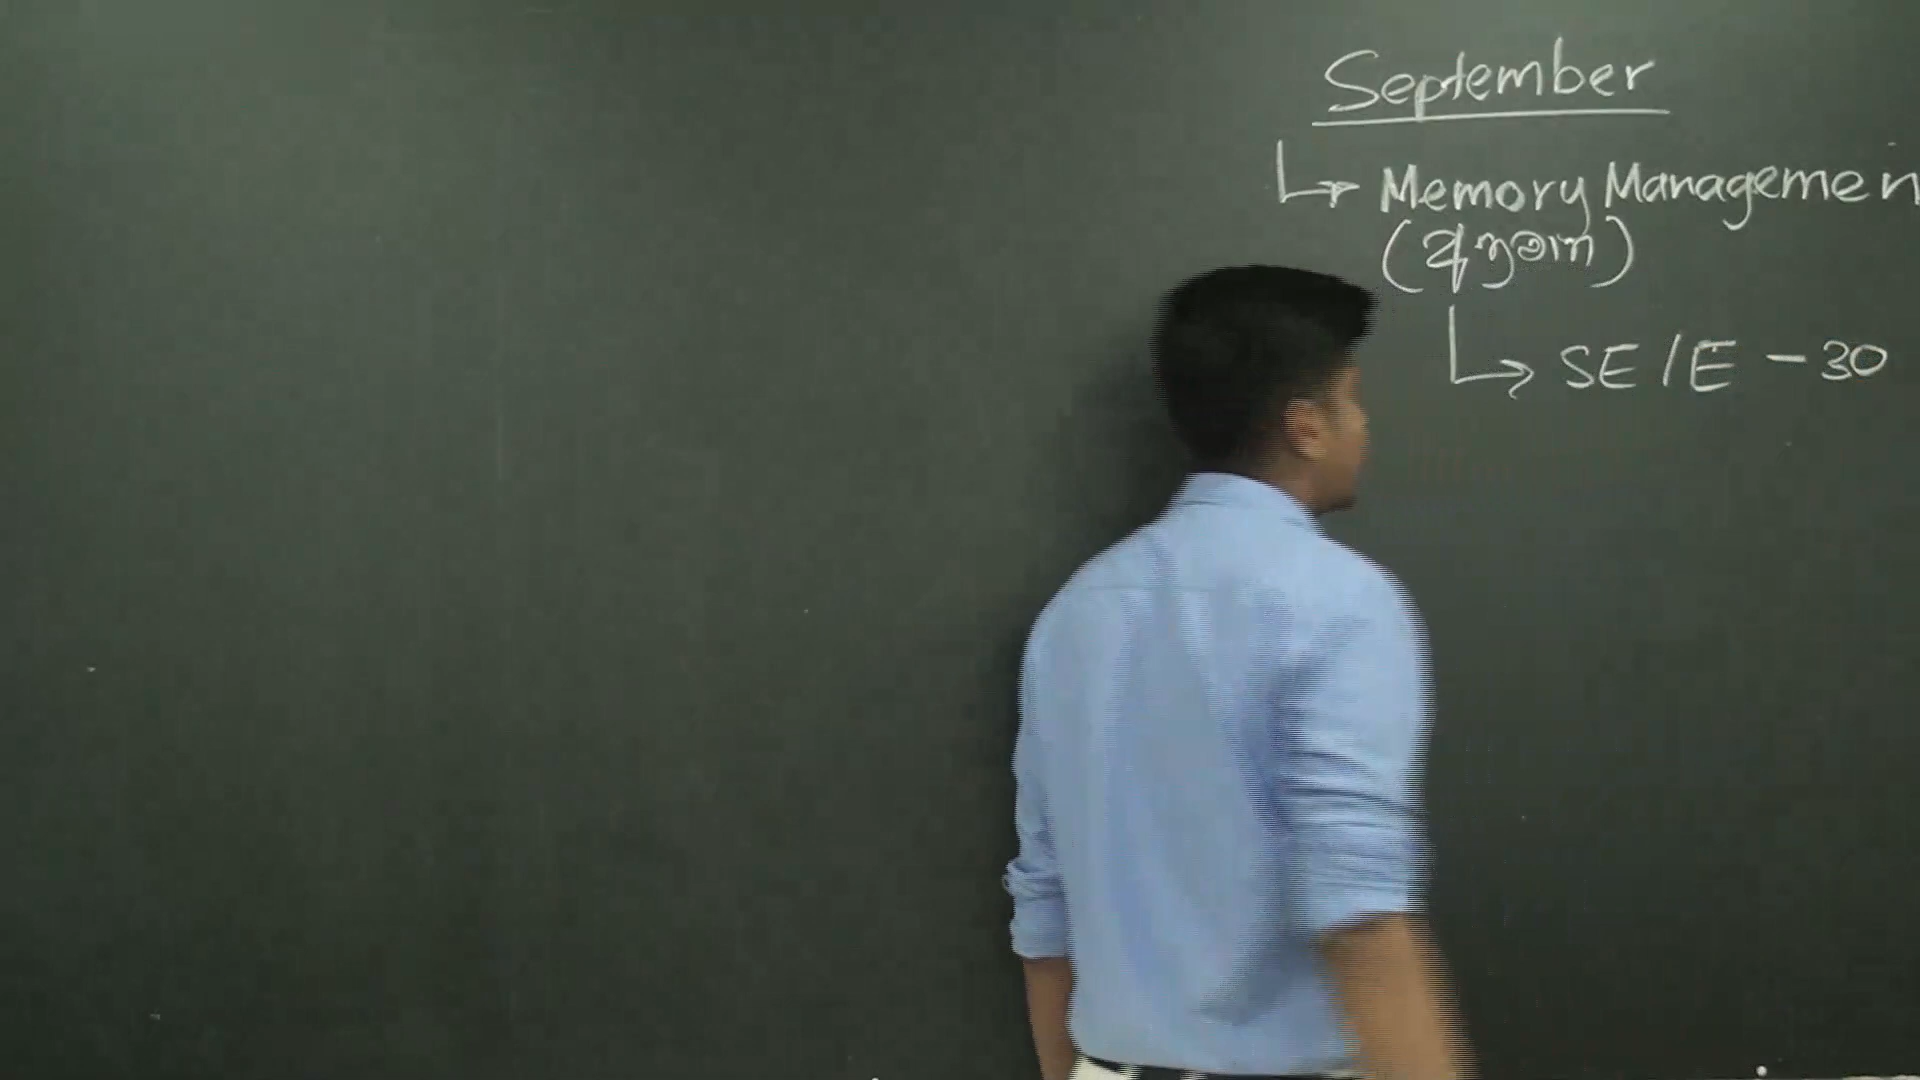 September
↳ Memory Managemen
↳ SE / E - 30